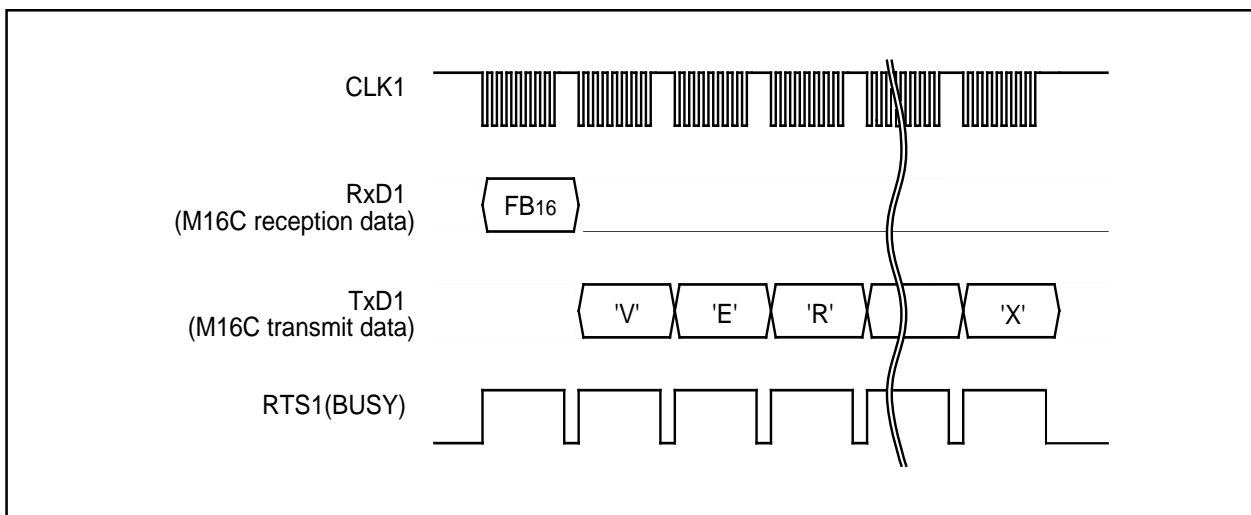 CLK1
RxD1
(M16C reception data)
FB16
TxD1
(M16C transmit data)
'V' 'E' 'R' 'X'
RTS1(BUSY)